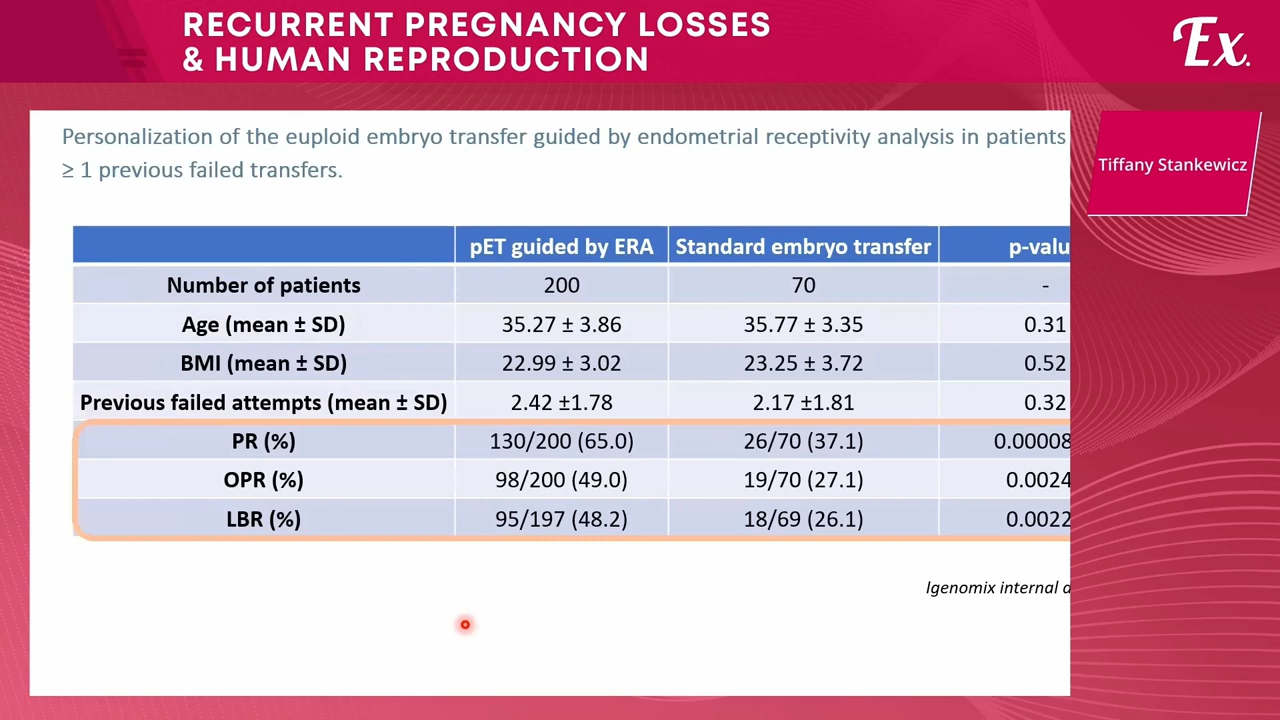 RECURRENT PREGNANCY LOSSES
& HUMAN REPRODUCTION
Ex.
Tiffany Stankewicz
Personalization of the euploid embryo transfer guided by endometrial receptivity analysis in patients
≥ 1 previous failed transfers.
pET guided by ERA Standard embryo transfer p-valu
Number of patients 200 70 -
Age (mean ± SD) 35.27 ± 3.86 35.77 ± 3.35 0.31
BMI (mean ± SD) 22.99 ± 3.02 23.25 ± 3.72 0.52
Previous failed attempts (mean ± SD) 2.42 ±1.78 2.17 ±1.81 0.32
PR (%) 130/200 (65.0) 26/70 (37.1) 0.00008
OPR (%) 98/200 (49.0) 19/70 (27.1) 0.0024
LBR (%) 95/197 (48.2) 18/69 (26.1) 0.0022
Igenomix internal